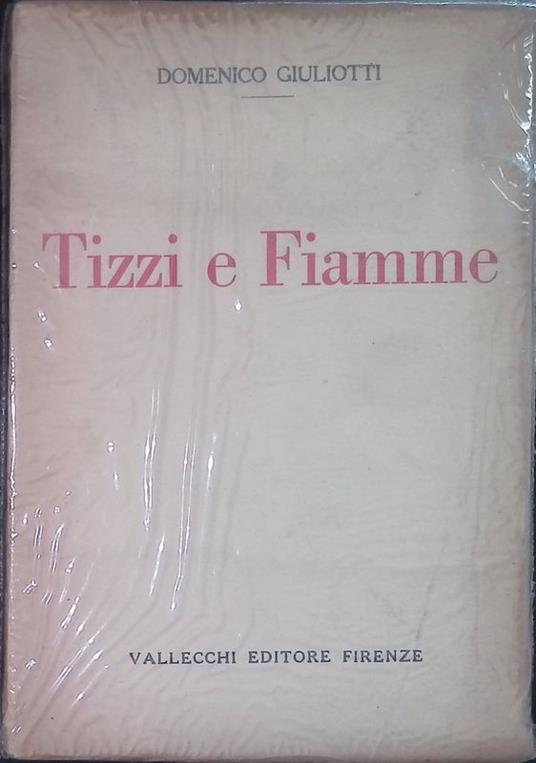 DOMENICO GIULIOTTI
Tizzi e Fiamme
VALLECCHI EDITORE FIRENZE